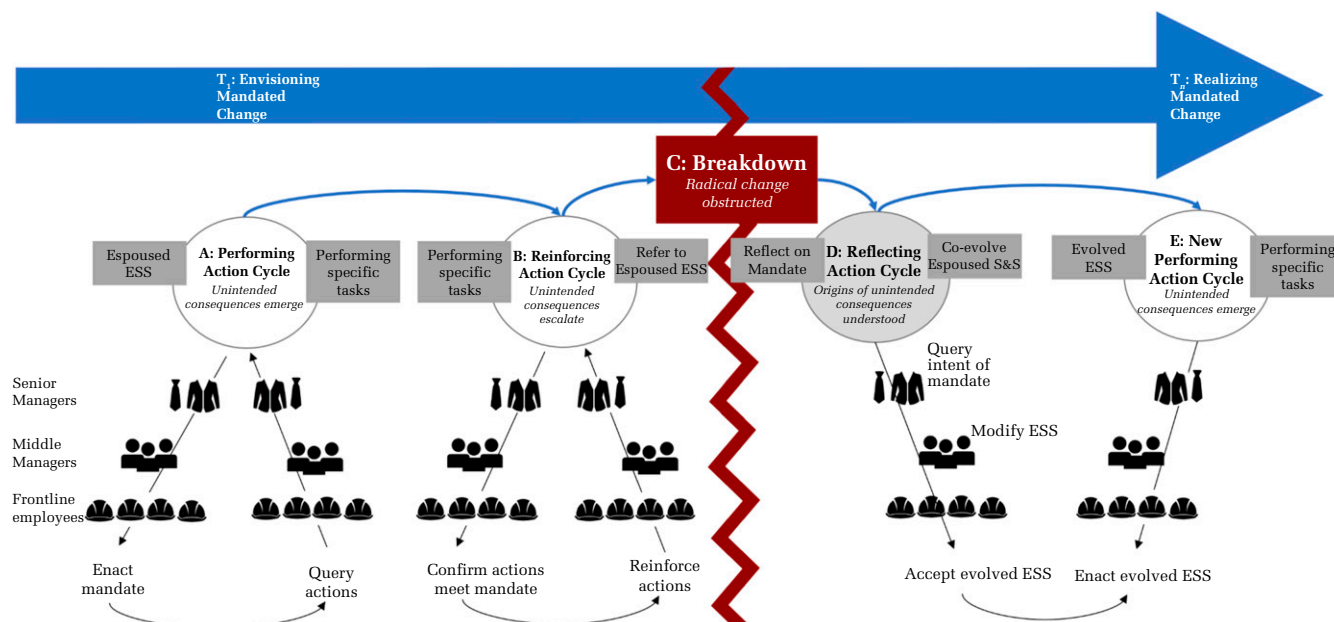 T1: Envisioning
Mandated
Change
Tn: Realizing
Mandated
Change
C: Breakdown
Radical change
obstructed
Espoused
ESS
A: Performing
Action Cycle
Unintended
consequences emerge
Performing
specific
tasks
Performing
specific
tasks
B: Reinforcing
Action Cycle
Unintended
consequences
escalate
Refer to
Espoused ESS
Reflect on
Mandate
D: Reflecting
Action Cycle
Origins of unintended
consequences
understood
Co-evolve
Espoused S&S
Evolved
ESS
E: New
Performing
Action Cycle
Unintended
consequences emerge
Performing
specific
tasks
Senior
Managers
Query
intent of
mandate
Middle
Managers
Modify ESS
Frontline
employees
Enact
mandate
Query
actions
Confirm actions
meet mandate
Reinforce
actions
Accept evolved ESS
Enact evolved ESS